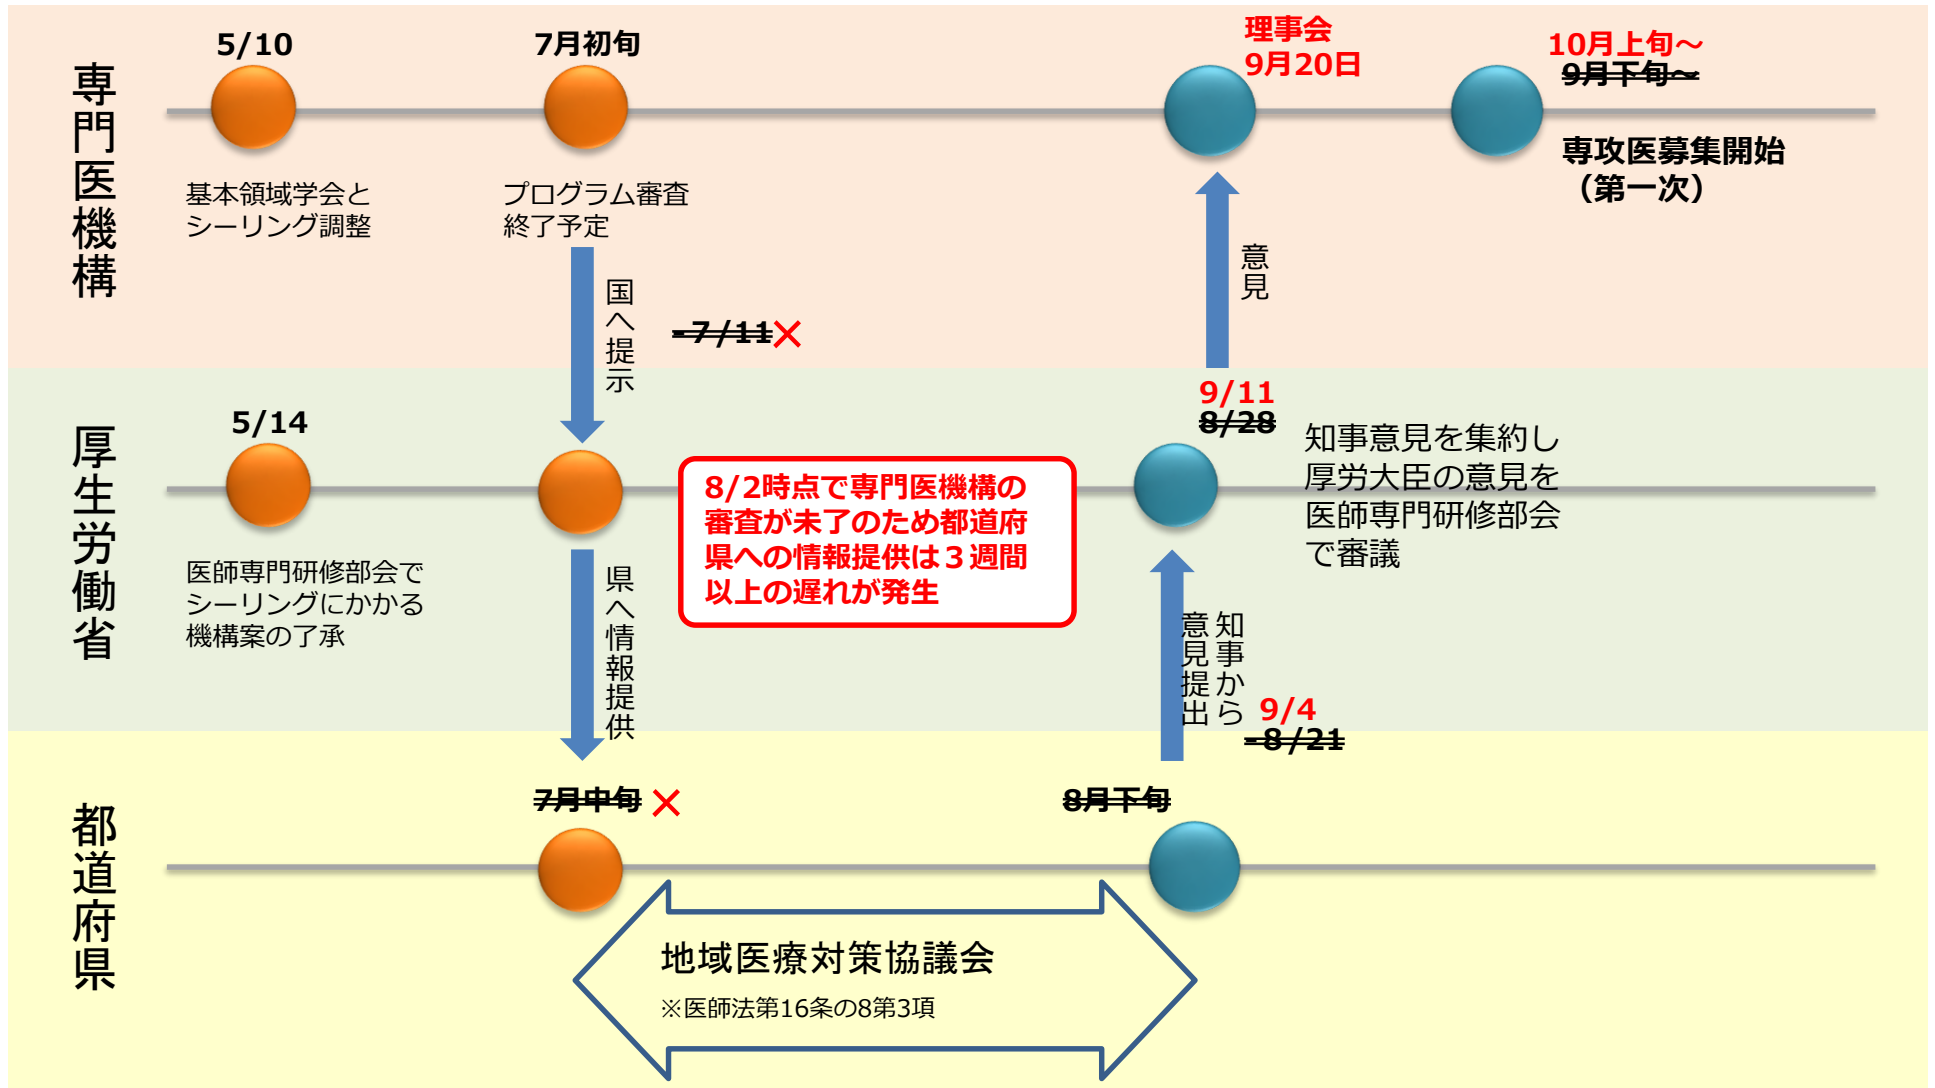 専門医機構
5/10
基本領域学会と
シーリング調整
7月初旬
プログラム審査
終了予定
国へ提示
-7/11×
理事会
9月20日
意見
10月上旬～
9月下旬～
専攻医募集開始
（第一次）
厚生労働省
5/14
医師専門研修部会で
シーリングにかかる
機構案の了承
県へ情報提供
8/2時点で専門医機構の
審査が未了のため都道府
県への情報提供は３週間
以上の遅れが発生
9/11
8/28
知事意見を集約し
厚労大臣の意見を
医師専門研修部会
で審議
知事から
意見提出
9/4
-8/21
都道府県
7月中旬×
8月下旬
地域医療対策協議会
※医師法第16条の8第3項